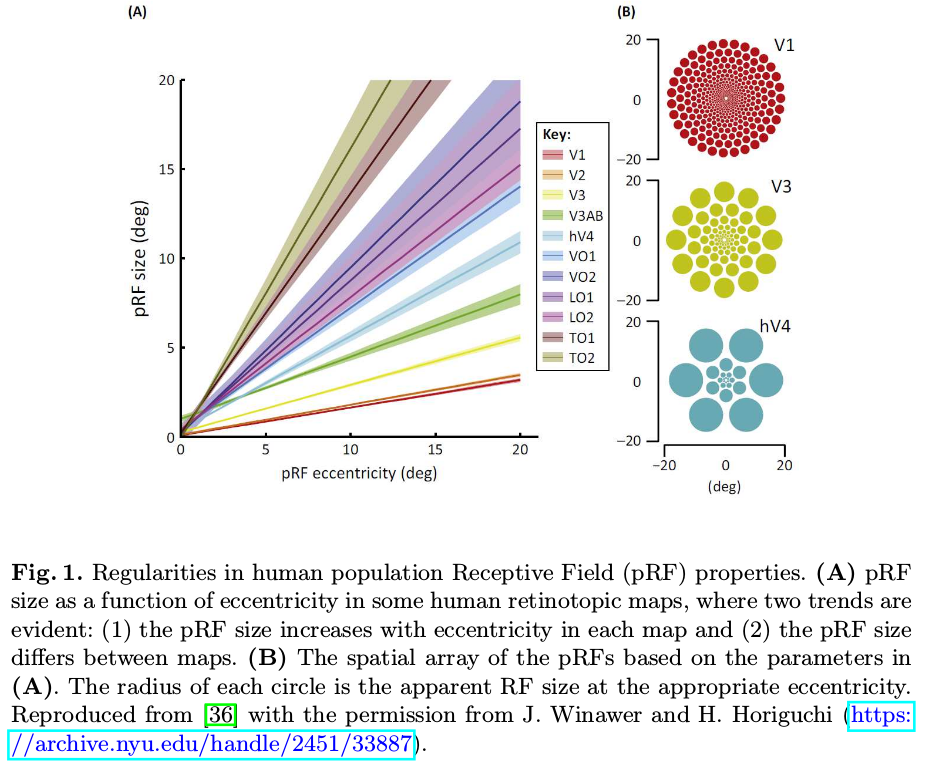 (A)
(B)
20
15
10
5
0
pRF size (deg)
0 5 10 15 20
pRF eccentricity (deg)
Key:
V1
V2
V3
V3AB
hV4
VO1
VO2
LO1
LO2
TO1
TO2
V1
20
0
−20
V3
20
0
−20
hV4
20
0
−20
−20 0 20
(deg)
Fig. 1. Regularities in human population Receptive Field (pRF) properties. (A) pRF
size as a function of eccentricity in some human retinotopic maps, where two trends are
evident: (1) the pRF size increases with eccentricity in each map and (2) the pRF size
differs between maps. (B) The spatial array of the pRFs based on the parameters in
(A). The radius of each circle is the apparent RF size at the appropriate eccentricity.
Reproduced from [36] with the permission from J. Winawer and H. Horiguchi (https:
//archive.nyu.edu/handle/2451/33887).